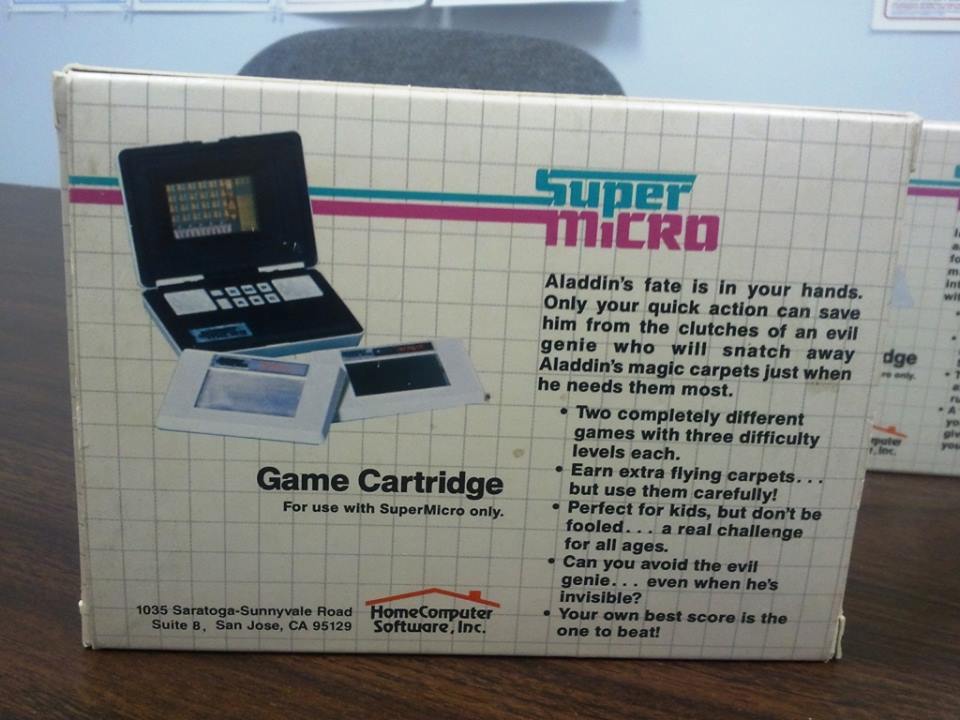 Super
MiCRO
Aladdin's fate is in your hands.
Only your quick action can save
him from the clutches of an evil
genie who will snatch away
Aladdin's magic carpets just when
he needs them most.
• Two completely different
games with three difficulty
levels each.
• Earn extra flying carpets...
but use them carefully!
• Perfect for kids, but don't be
fooled... a real challenge
for all ages.
• Can you avoid the evil
genie... even when he's
invisible?
• Your own best score is the
one to beat!
Game Cartridge
For use with SuperMicro only.
1035 Saratoga-Sunnyvale Road
Suite 8, San Jose, CA 95129
HomeComputer
Software, Inc.
dge
only.